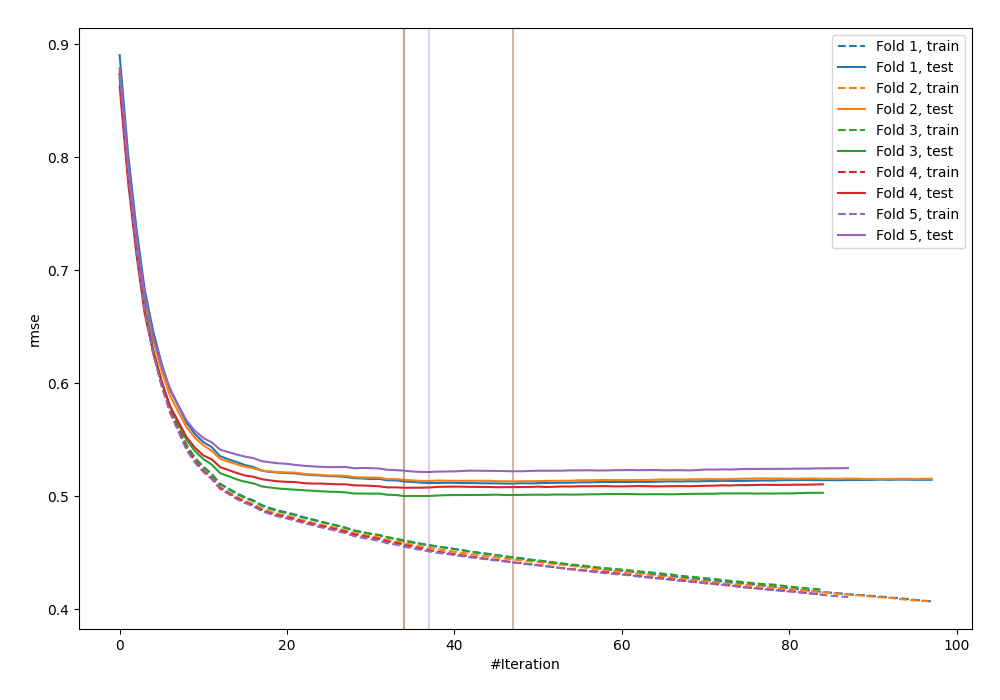 0.9
0.8
0.7
0.6
0.5
0.4
rmse
0
20
40
60
80
100
#Iteration
Fold 1, train
Fold 1, test
Fold 2, train
Fold 2, test
Fold 3, train
Fold 3, test
Fold 4, train
Fold 4, test
Fold 5, train
Fold 5, test